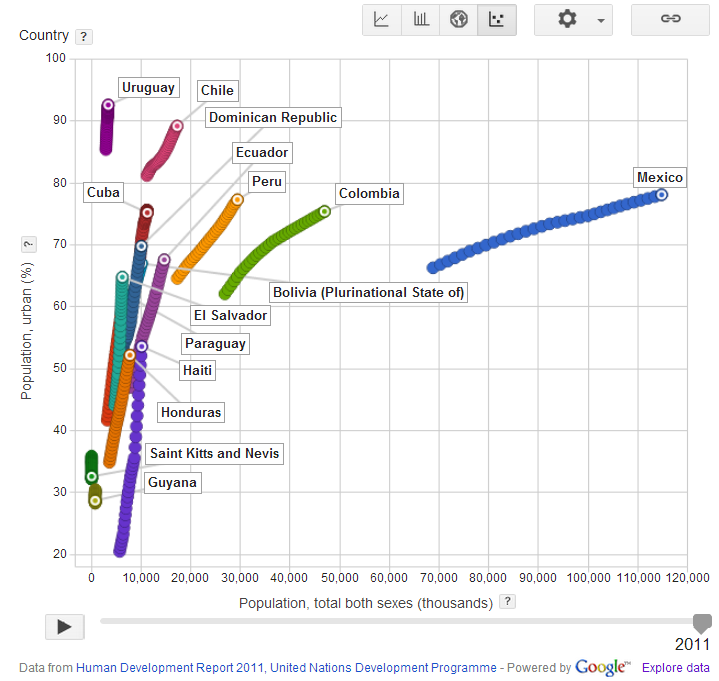 Country ?
100
90
80
70
60
50
40
30
20
Population, urban (%) ?
Uruguay
Chile
Dominican Republic
Ecuador
Peru
Mexico
Cuba
Colombia
Bolivia (Plurinational State of)
El Salvador
Paraguay
Haiti
Honduras
Saint Kitts and Nevis
Guyana
0 10,000 20,000 30,000 40,000 50,000 60,000 70,000 80,000 90,000 100,000 110,000 120,000
Population, total both sexes (thousands) ?
2011
Data from Human Development Report 2011, United Nations Development Programme - Powered by Google™ Explore data